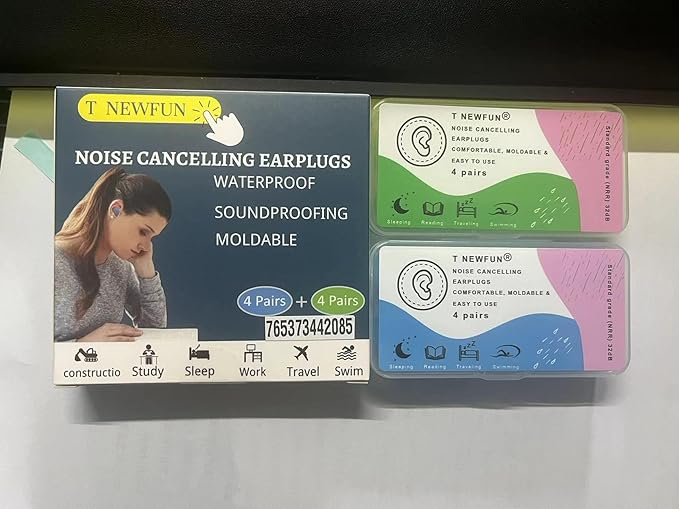 T NEWFUN
NOISE CANCELLING EARPLUGS
WATERPROOF
SOUNDPROOFING
MOLDABLE
4 Pairs + 4 Pairs
765373442085
constructio Study Sleep Work Travel Swim
T NEWFUN®
NOISE CANCELLING
EARPLUGS
COMFORTABLE, MOLDABLE &
EASY TO USE
4 pairs
Sleeping Reading Traveling Swimming
Standard grade (NRR) 32dB
T NEWFUN®
NOISE CANCELLING
EARPLUGS
COMFORTABLE, MOLDABLE &
EASY TO USE
4 pairs
Sleeping Reading Traveling Swimming
Standard grade (NRR) 32dB